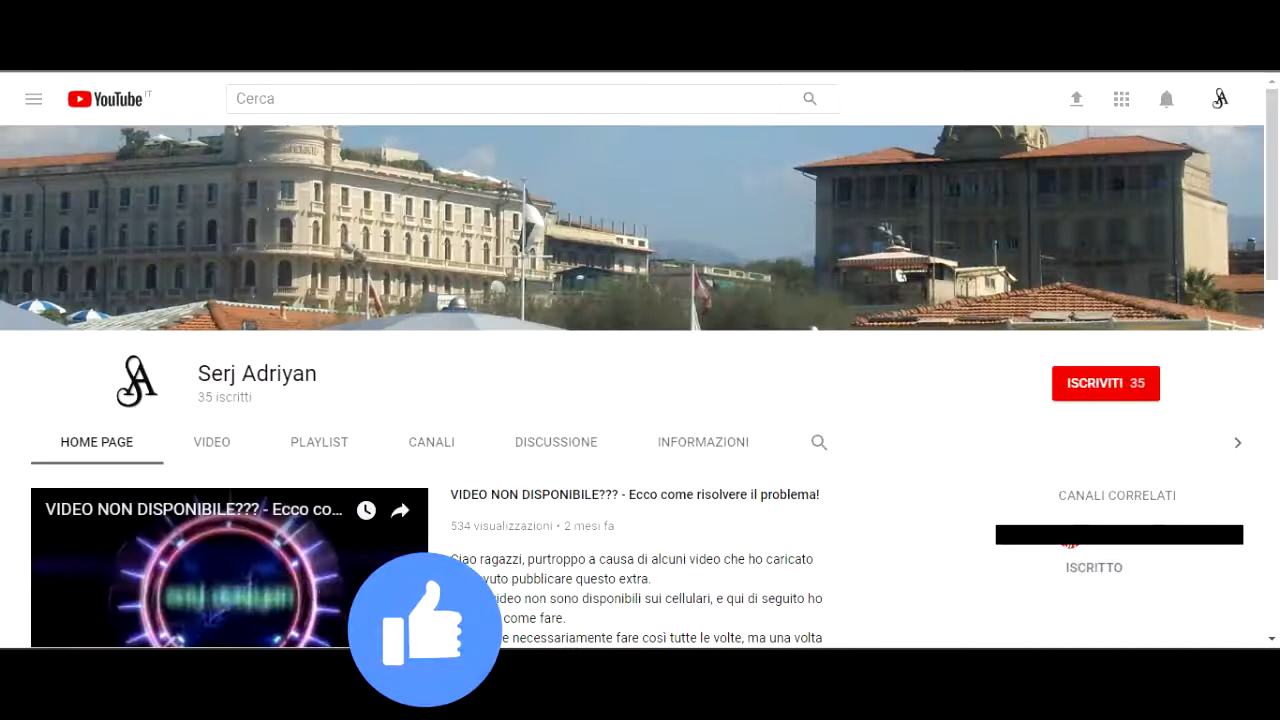 YouTube IT
Cerca
Serj Adriyan
35 iscritti
ISCRIVITI 35
HOME PAGE
VIDEO
PLAYLIST
CANALI
DISCUSSIONE
INFORMAZIONI
VIDEO NON DISPONIBILE??? - Ecco co...
VIDEO NON DISPONIBILE??? - Ecco come risolvere il problema!
534 visualizzazioni • 2 mesi fa
Ciao ragazzi, purtroppo a causa di alcuni video che ho caricato
vuto pubblicare questo extra.
ideo non sono disponibili sui cellulari, e qui di seguito ho
come fare.
e necessariamente fare così tutte le volte, ma una volta
CANALI CORRELATI
ISCRITTO